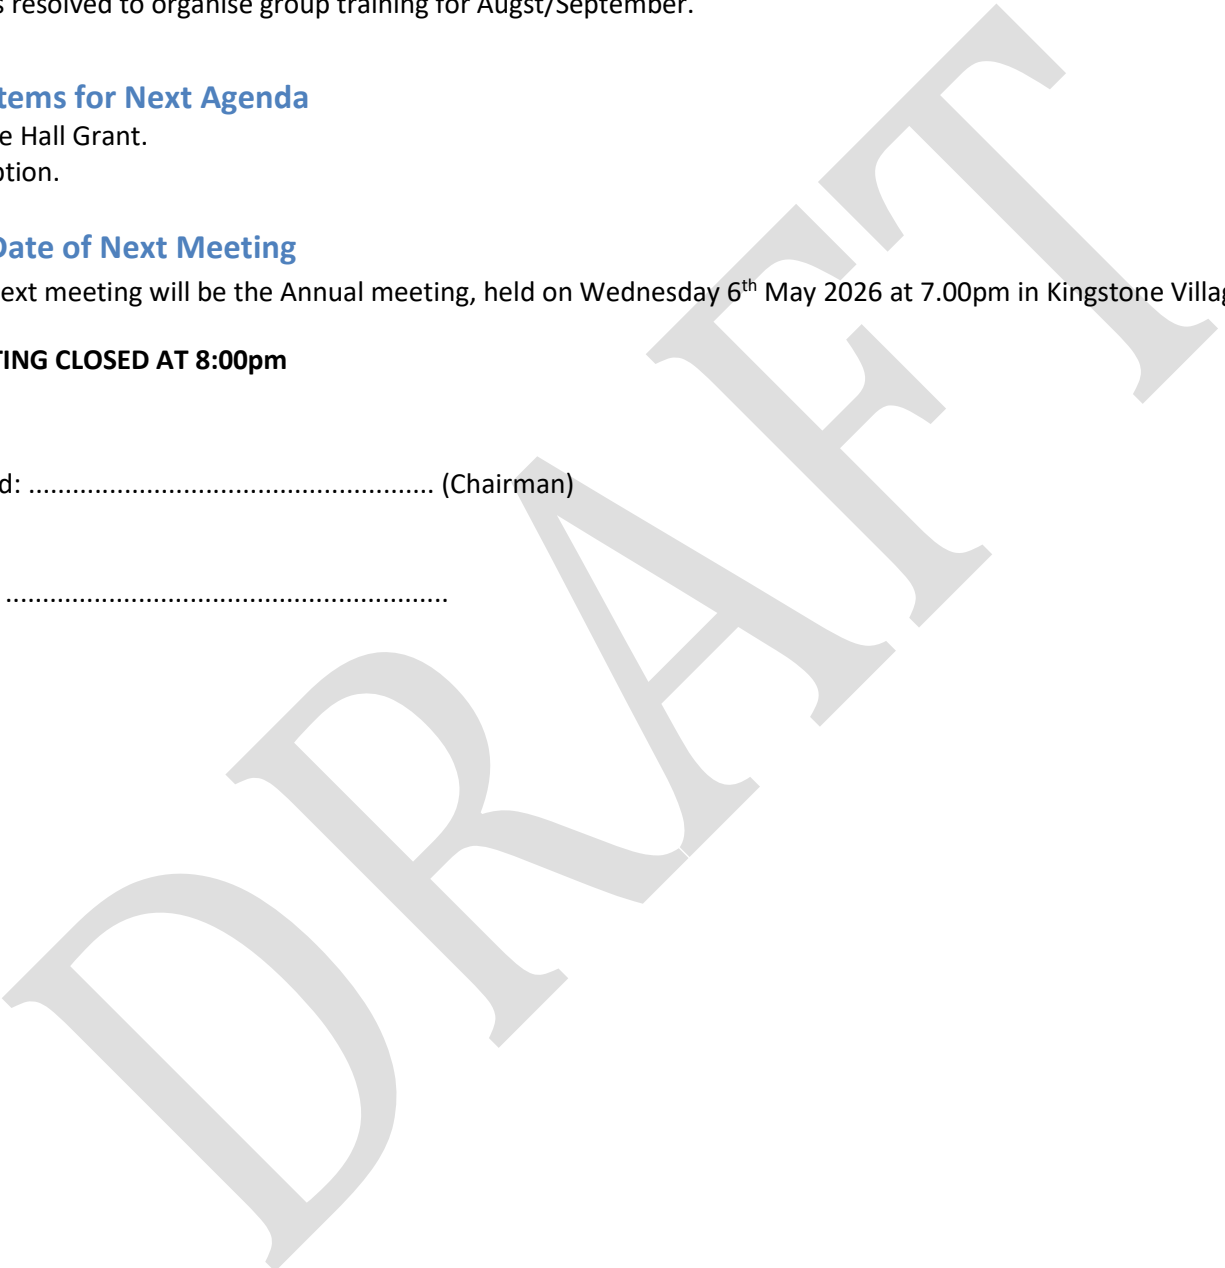 s resolved to organise group training for Augst/September.
tems for Next Agenda
e Hall Grant.
ption.
Date of Next Meeting
ext meeting will be the Annual meeting, held on Wednesday 6th May 2026 at 7.00pm in Kingstone Villag
TING CLOSED AT 8:00pm
d: ....................................................... (Chairman)
............................................................
DRAFT